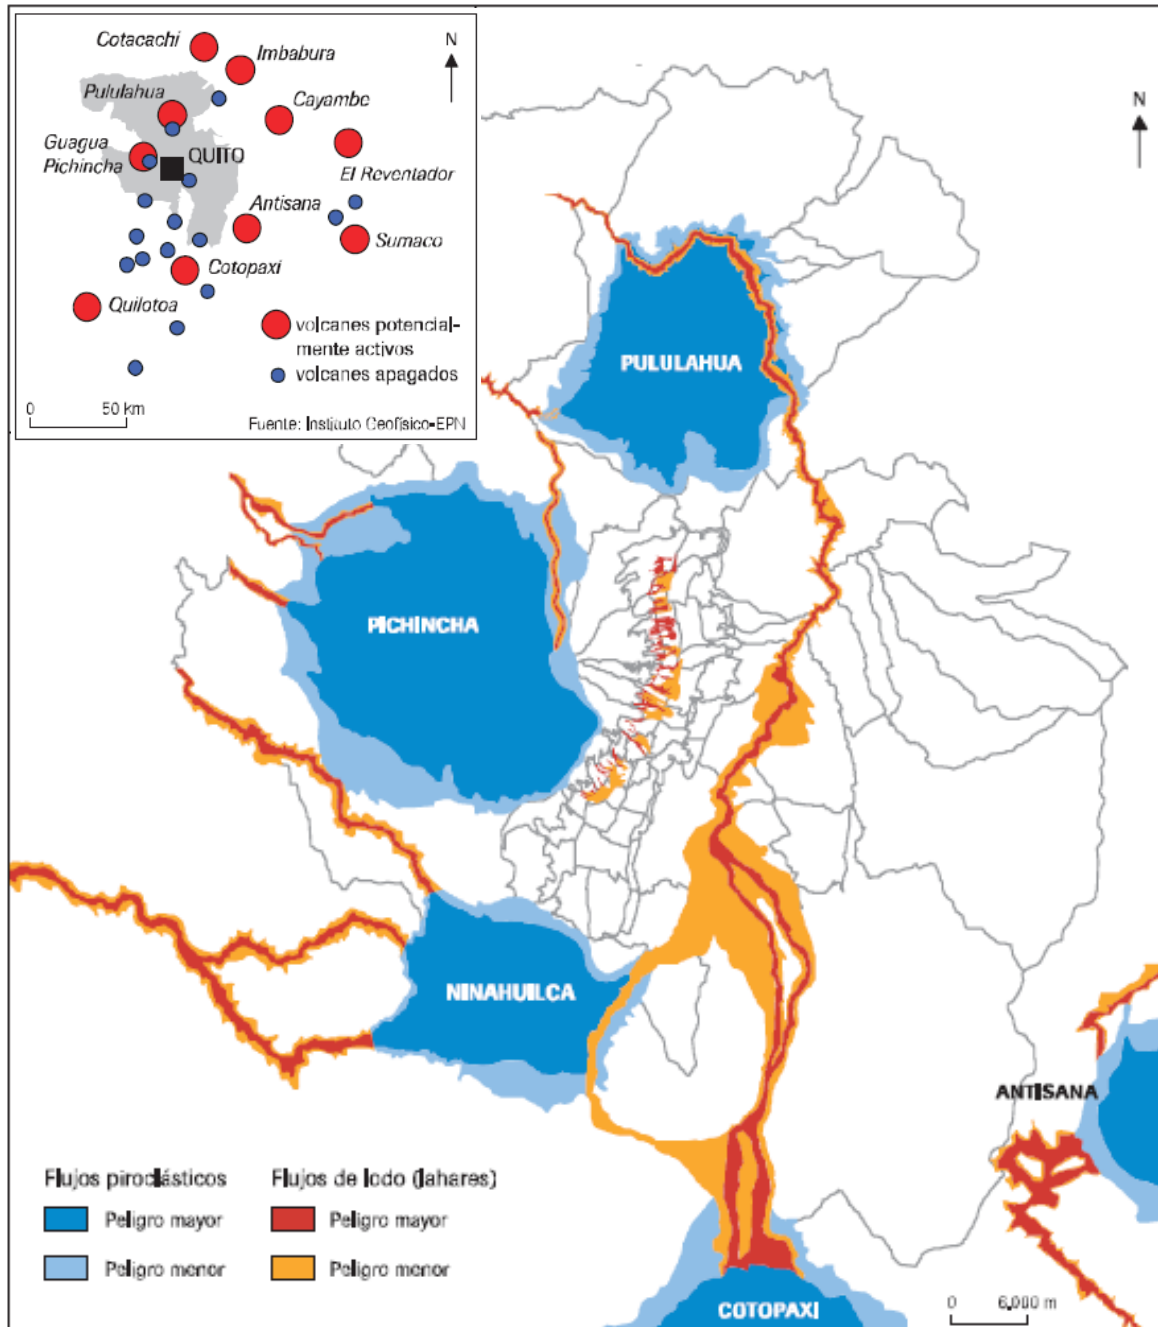 Cotacachi
N
Imbabura
Pululahua
Cayambe
Guagua
Pichincha
QUITO
El Reventador
Antisana
Sumaco
Cotopaxi
Quilotoa
volcanes potencial-
mente activos
volcanes apagados
0 50 km
Fuente: Instituto Geofísico-EPN
N
PULULAHUA
PICHINCHA
NINAHUILCA
ANTISANA
Flujos piroclásticos
Peligro mayor
Peligro menor
Flujos de lodo (lahares)
Peligro mayor
Peligro menor
COTOPAXI
0 6,000 m